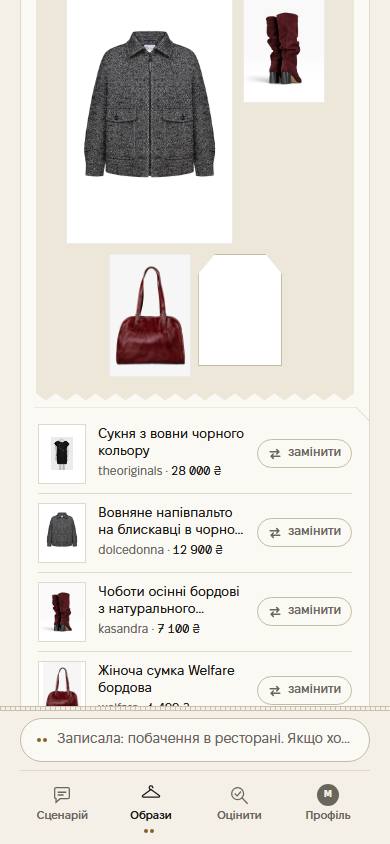 Сукня з вовни чорного
кольору
theoriginals · 28 000 ₴
замінити
Вовняне напівпальто
на блискавці в чорно...
dolcedonna · 12 900 ₴
замінити
Чоботи осінні бордові
з натурального...
kasandra · 7 100 ₴
замінити
Жіноча сумка Welfare
бордова
замінити
Записала: побачення в ресторані. Якщо хо...
М
Сценарій
Образи
Оцінити
Профіль